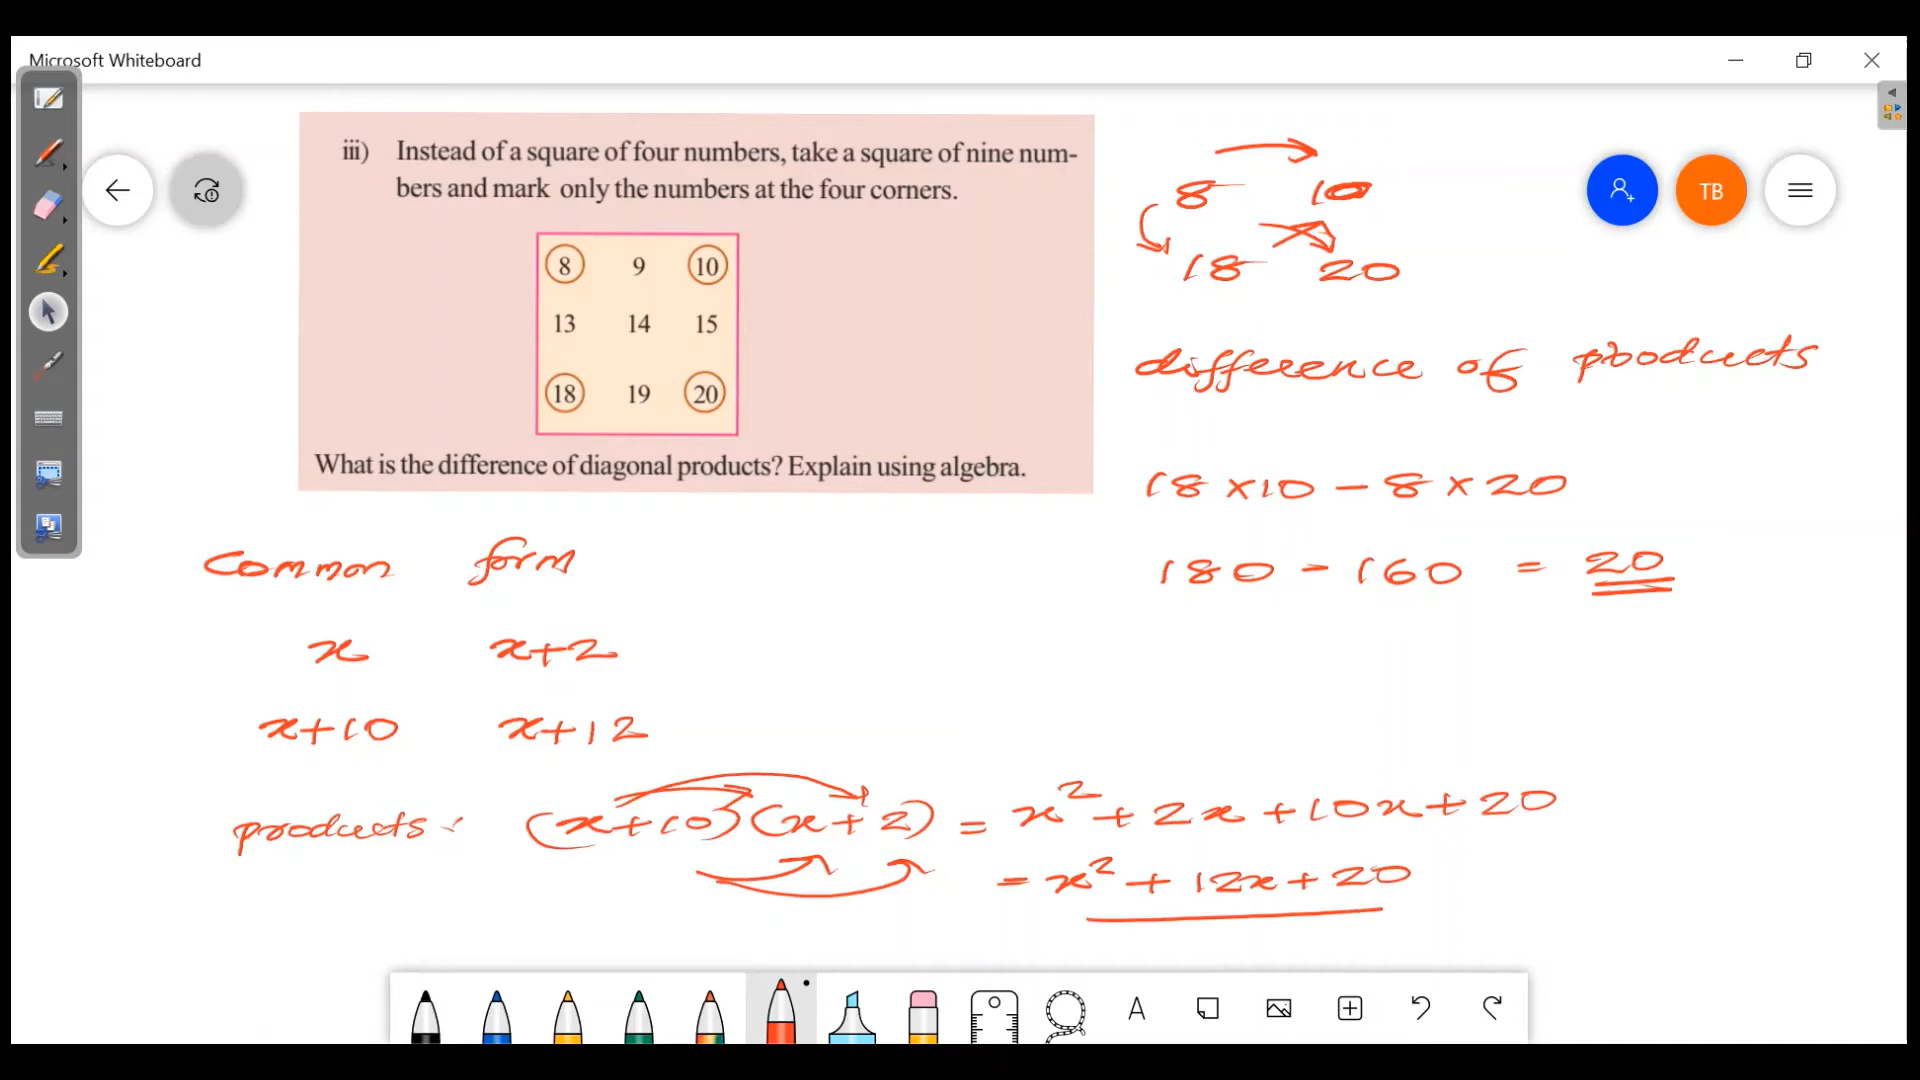 Microsoft Whiteboard
iii) Instead of a square of four numbers, take a square of nine num-
bers and mark only the numbers at the four corners.
8 9 10
13 14 15
18 19 20
What is the difference of diagonal products? Explain using algebra.
8 10
18 20
TB
difference of products
18 × 10 - 8 × 20
180 - 160 = 20
Common form
x x+2
x+10 x+12
products : (x+10)(x+2) = x² + 2x + 10x + 20
= x² + 12x + 20
A